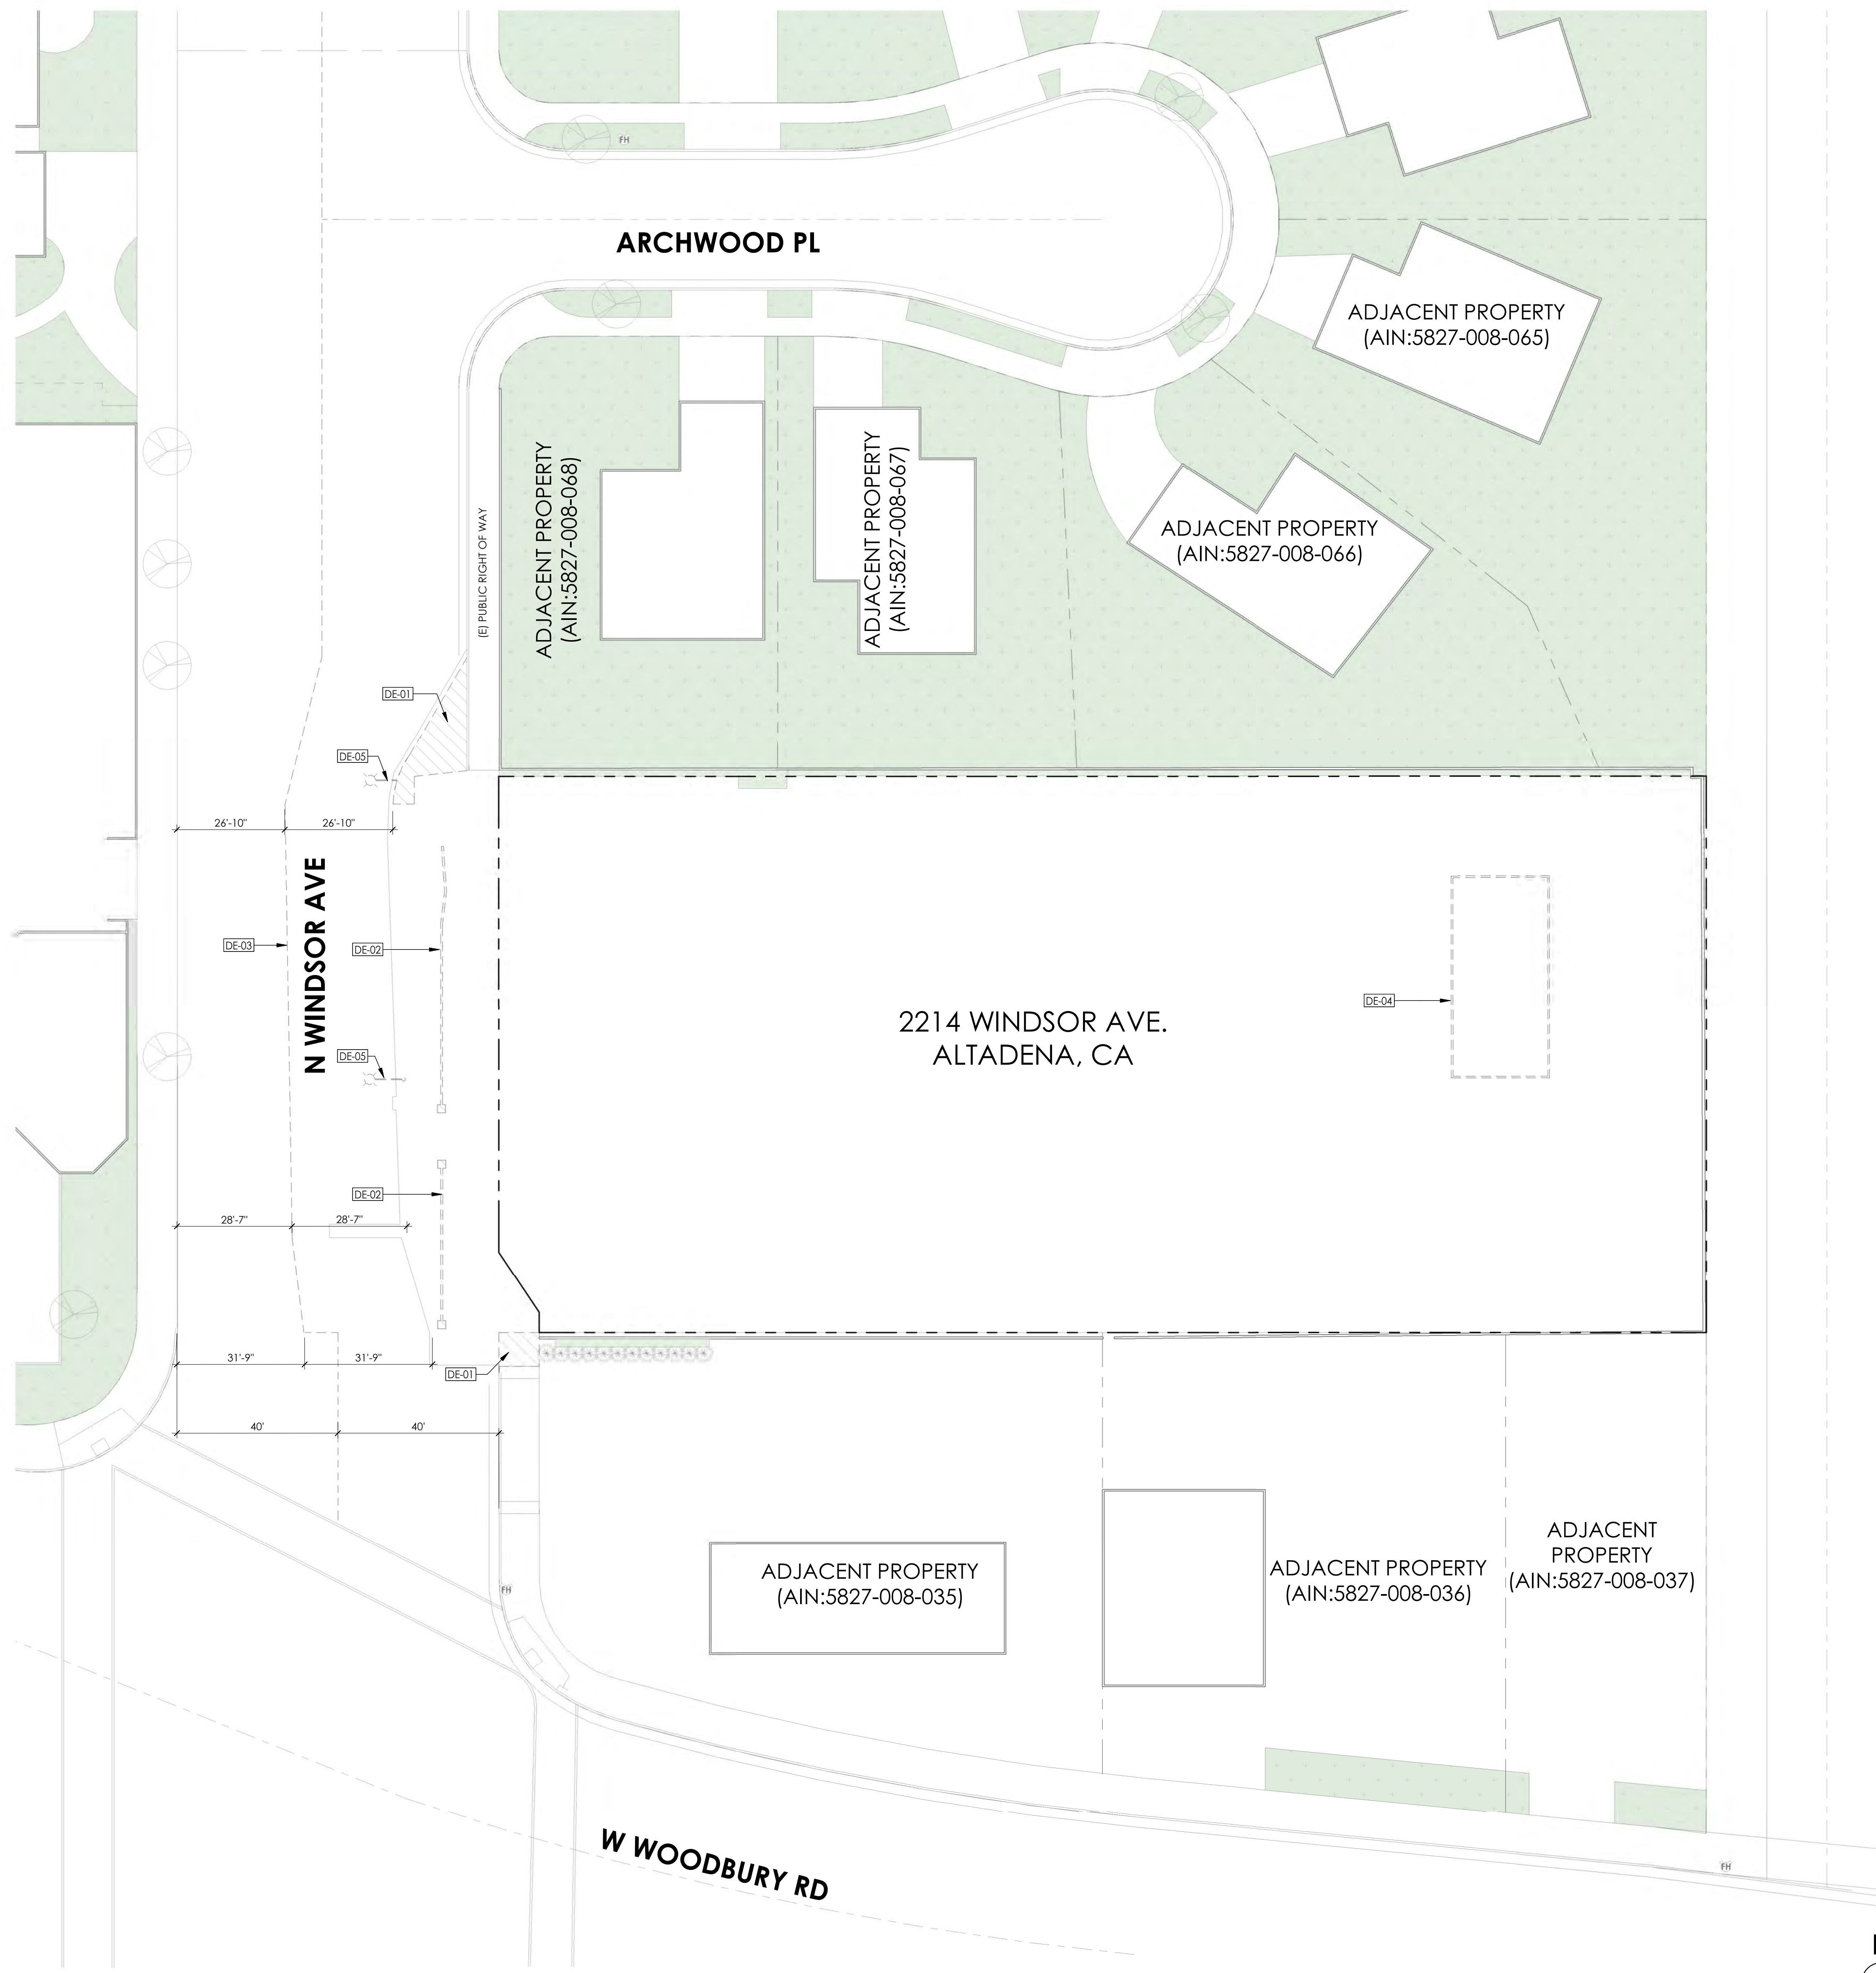 FH
ARCHWOOD PL
ADJACENT PROPERTY
(AIN:5827-008-065)
ADJACENT PROPERTY
(AIN:5827-008-068)
ADJACENT PROPERTY
(AIN:5827-008-067)
ADJACENT PROPERTY
(AIN:5827-008-066)
(E) PUBLIC RIGHT OF WAY
DE-01
DE-05
26'-10"
26'-10"
N WINDSOR AVE
DE-03
DE-02
2214 WINDSOR AVE.
ALTADENA, CA
DE-04
DE-05
DE-02
28'-7"
28'-7"
31'-9"
31'-9"
DE-01
40'
40'
FH
ADJACENT PROPERTY
(AIN:5827-008-035)
ADJACENT PROPERTY
(AIN:5827-008-036)
ADJACENT
PROPERTY
(AIN:5827-008-037)
W WOODBURY RD
FH